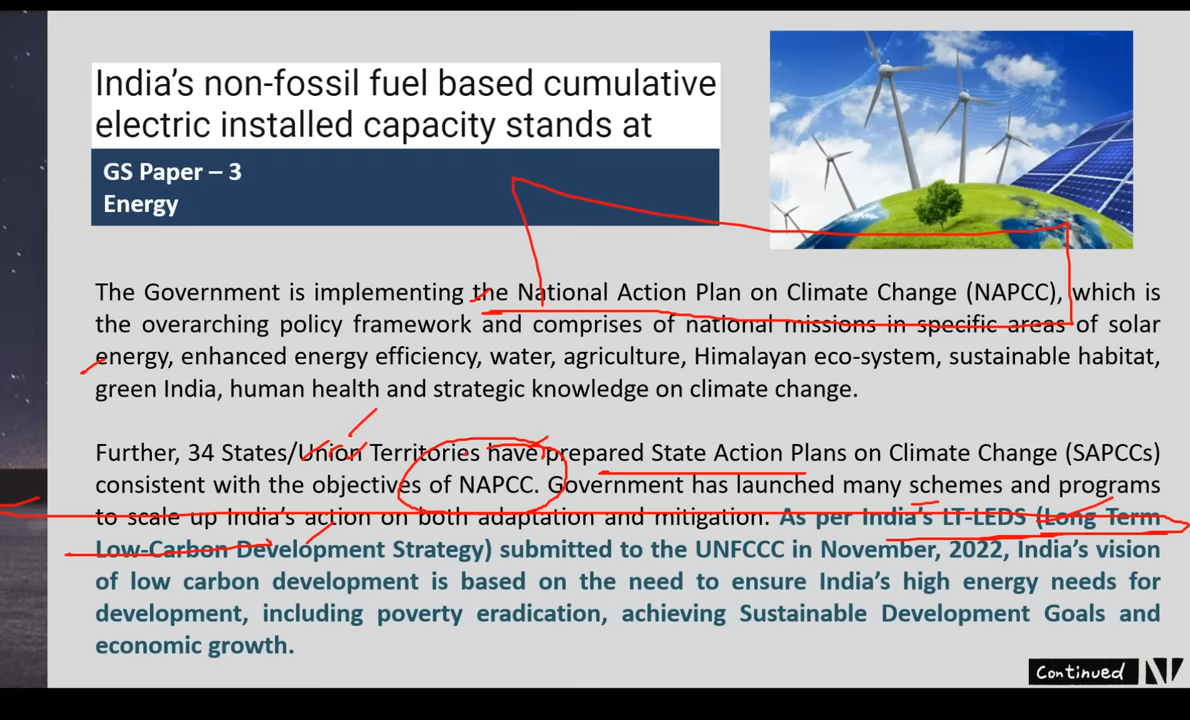 India’s non-fossil fuel based cumulative
electric installed capacity stands at
GS Paper – 3
Energy
The Government is implementing the National Action Plan on Climate Change (NAPCC), which is
the overarching policy framework and comprises of national missions in specific areas of solar
energy, enhanced energy efficiency, water, agriculture, Himalayan eco-system, sustainable habitat,
green India, human health and strategic knowledge on climate change.
Further, 34 States/Union Territories have prepared State Action Plans on Climate Change (SAPCCs)
consistent with the objectives of NAPCC. Government has launched many schemes and programs
to scale up India’s action on both adaptation and mitigation. As per India’s LT-LEDS (Long Term
Low-Carbon Development Strategy) submitted to the UNFCCC in November, 2022, India’s vision
of low carbon development is based on the need to ensure India’s high energy needs for
development, including poverty eradication, achieving Sustainable Development Goals and
economic growth.
Continued